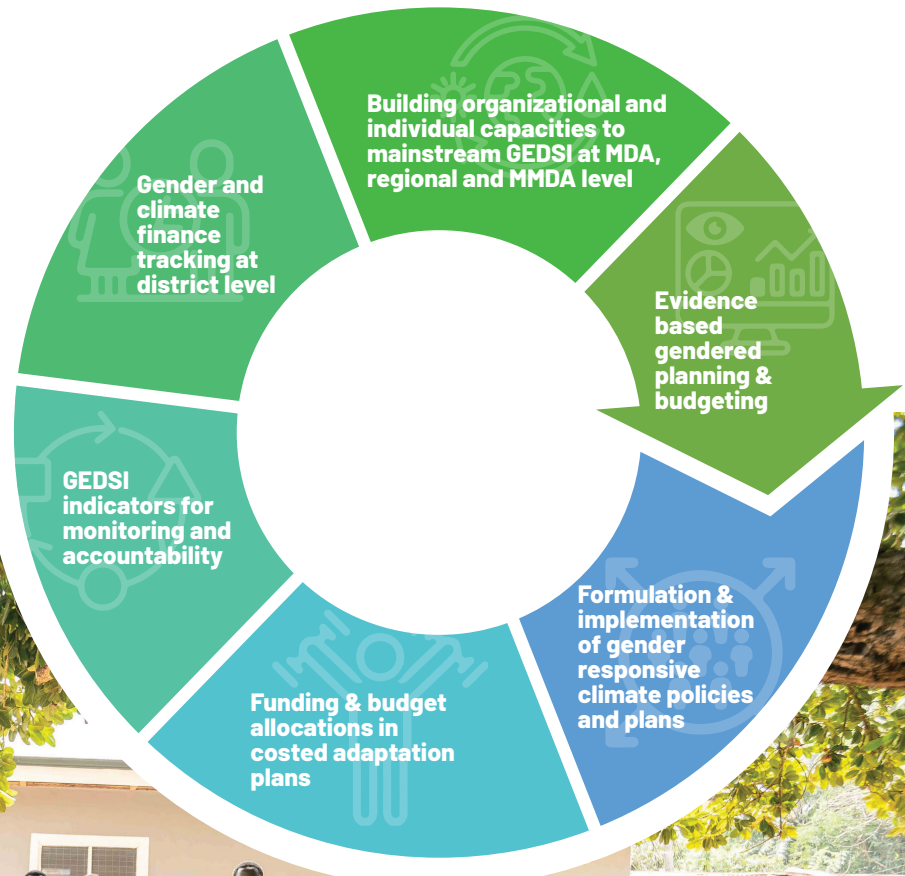 Building organizational and
individual capacities to
mainstream GEDSI at MDA,
regional and MMDA level
Evidence
based
gendered
planning &
budgeting
Formulation &
implementation
of gender
responsive
climate policies
and plans
Funding & budget
allocations in
costed adaptation
plans
GEDSI
indicators for
monitoring and
accountability
Gender and
climate
finance
tracking at
district level